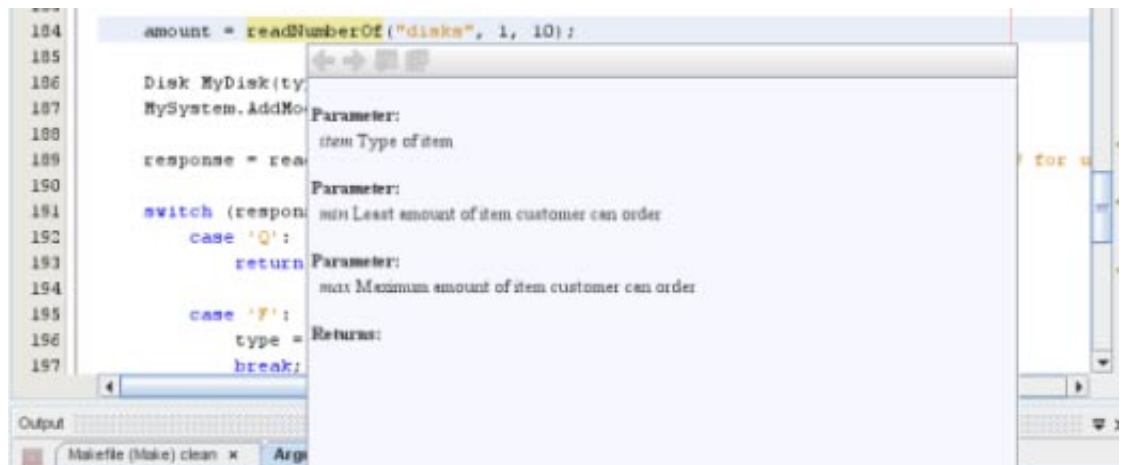 184 amount = readNumberOf("disks", 1, 10);
185
186 Disk MyDisk(ty
187 MySystem.AddMo
188
189 response = rea for u
190
191 switch (respon
192 case 'Q':
193 return
194
195 case 'F':
196 type =
197 break;
Parameter:
item Type of item
Parameter:
min Least amount of item customer can order
Parameter:
max Maximum amount of item customer can order
Returns:
Output
Makefile (Make) clean × Argu